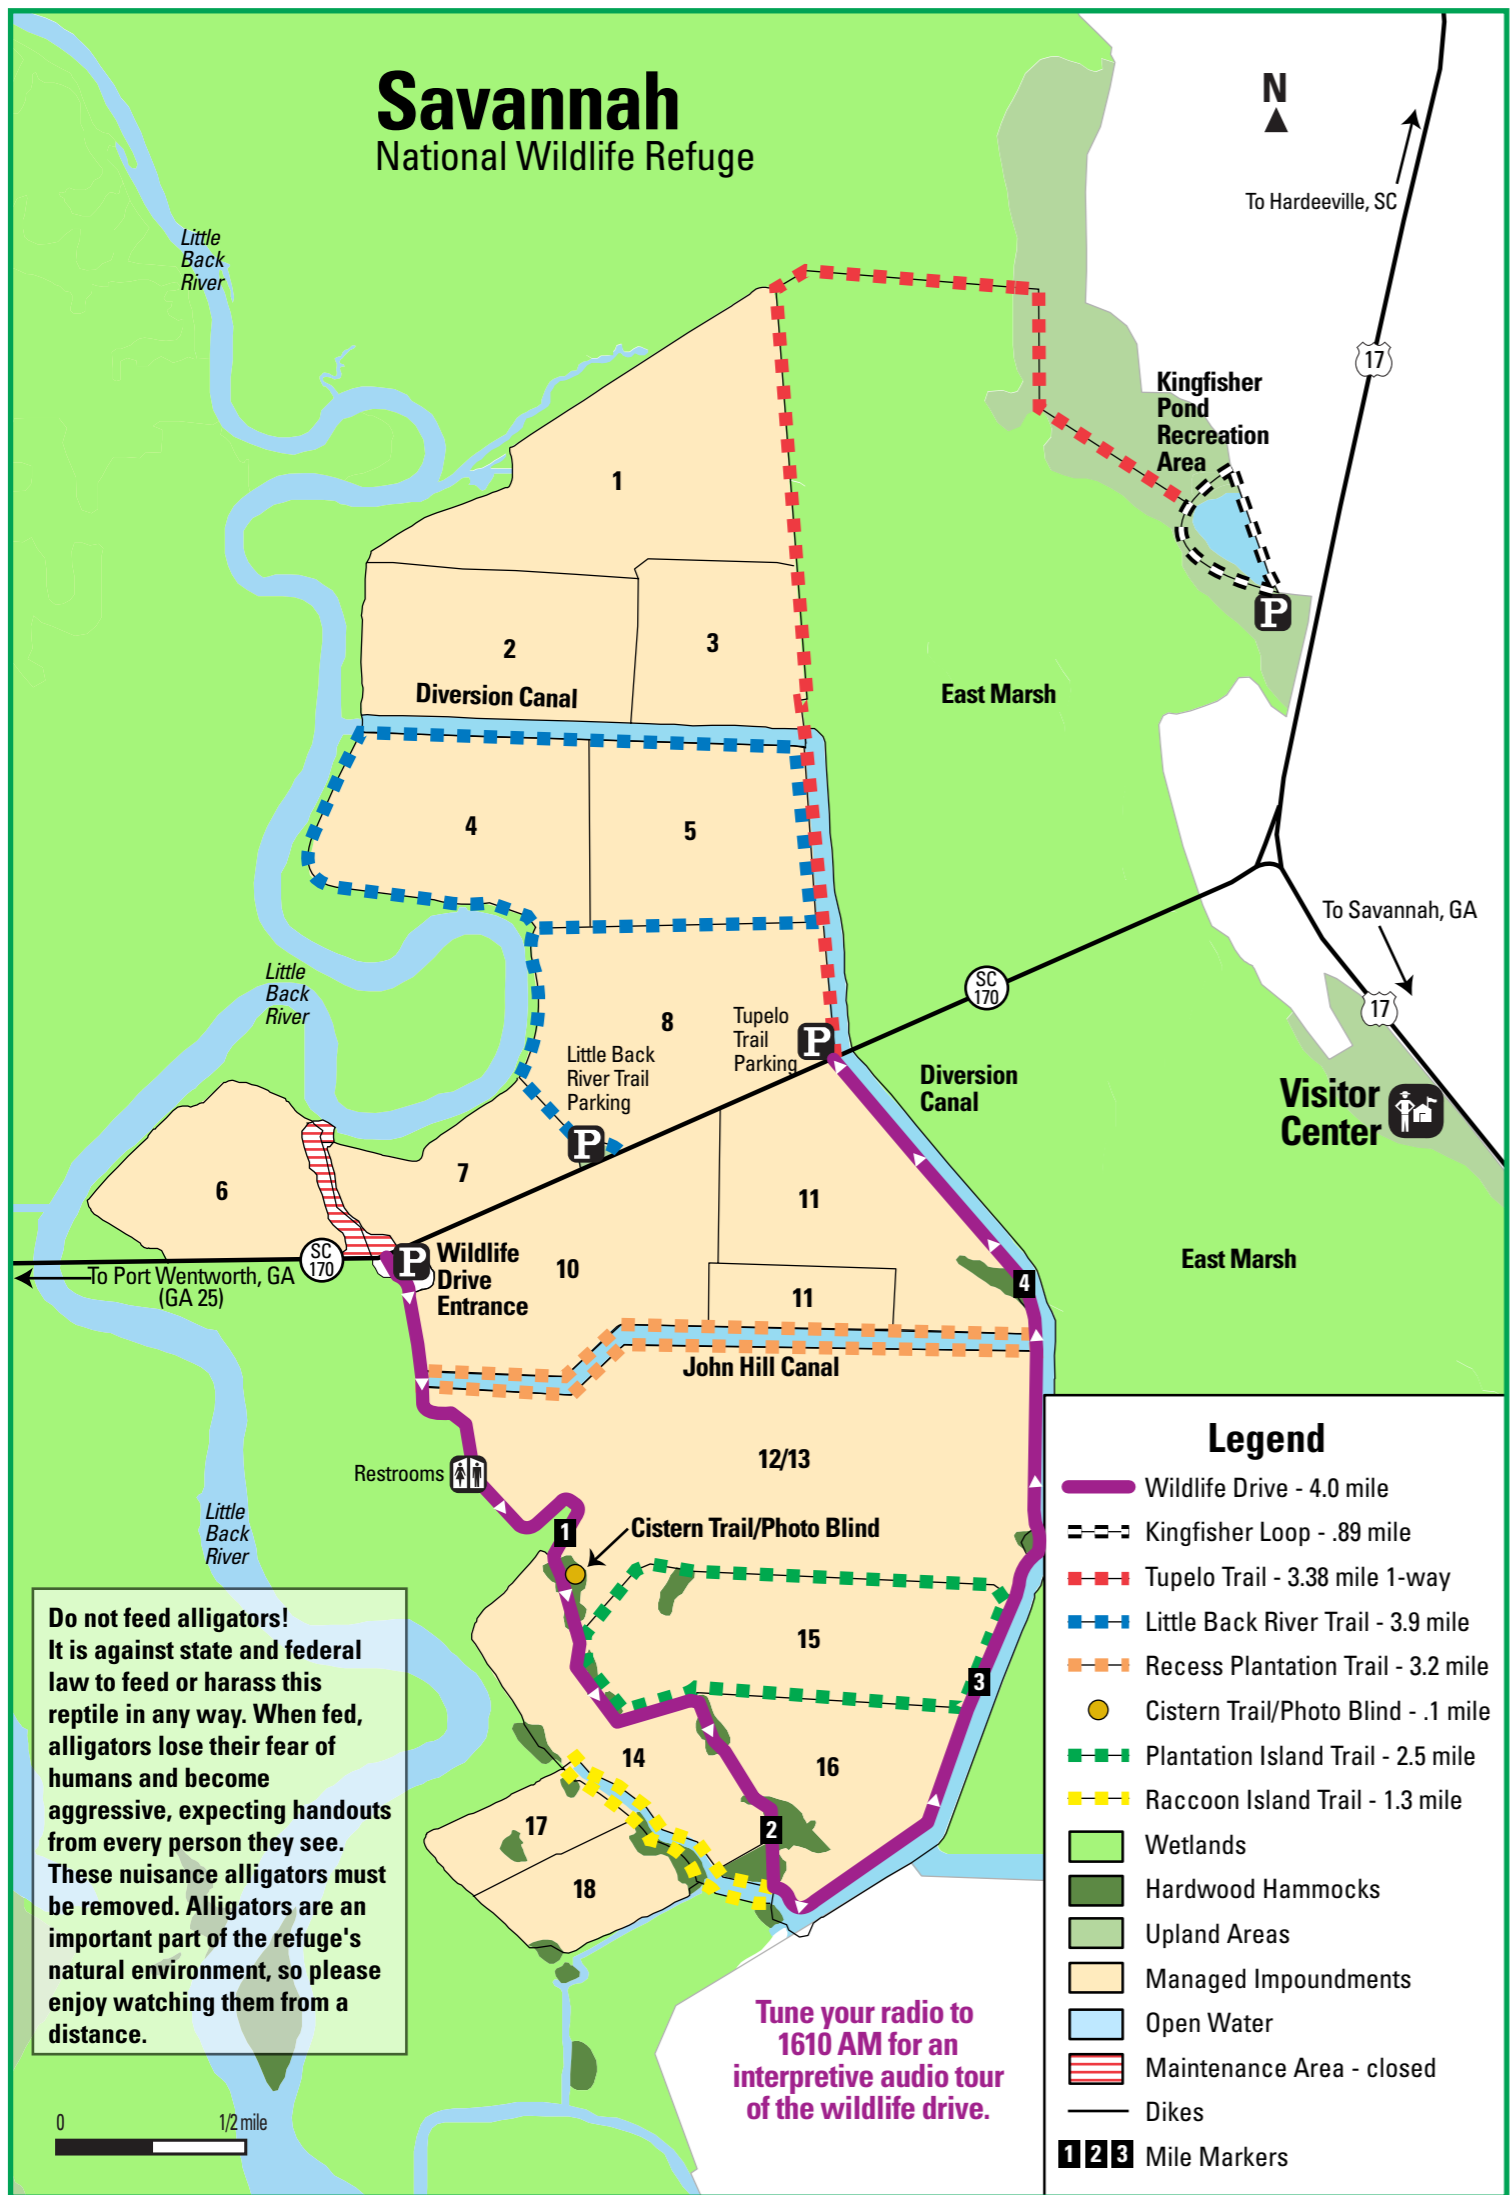 Savannah
National Wildlife Refuge
N
To Hardeeville, SC
Little
Back
River
17
Kingfisher
Pond
Recreation
Area
1
P
2
3
Diversion Canal
East Marsh
4
5
To Savannah, GA
Little
Back
River
SC
170
17
8
Tupelo
Trail
Parking
P
Little Back
River Trail
Parking
P
Diversion
Canal
Visitor
Center
7
6
11
SC
170
P
Wildlife
Drive
Entrance
10
East Marsh
To Port Wentworth, GA
(GA 25)
4
11
John Hill Canal
Restrooms
12/13
Little
Back
River
1
Cistern Trail/Photo Blind
15
3
14
16
17
2
18
Do not feed alligators!
It is against state and federal
law to feed or harass this
reptile in any way. When fed,
alligators lose their fear of
humans and become
aggressive, expecting handouts
from every person they see.
These nuisance alligators must
be removed. Alligators are an
important part of the refuge's
natural environment, so please
enjoy watching them from a
distance.
0 1/2 mile
Tune your radio to
1610 AM for an
interpretive audio tour
of the wildlife drive.
Legend
Wildlife Drive - 4.0 mile
Kingfisher Loop - .89 mile
Tupelo Trail - 3.38 mile 1-way
Little Back River Trail - 3.9 mile
Recess Plantation Trail - 3.2 mile
Cistern Trail/Photo Blind - .1 mile
Plantation Island Trail - 2.5 mile
Raccoon Island Trail - 1.3 mile
Wetlands
Hardwood Hammocks
Upland Areas
Managed Impoundments
Open Water
Maintenance Area - closed
Dikes
1 2 3 Mile Markers